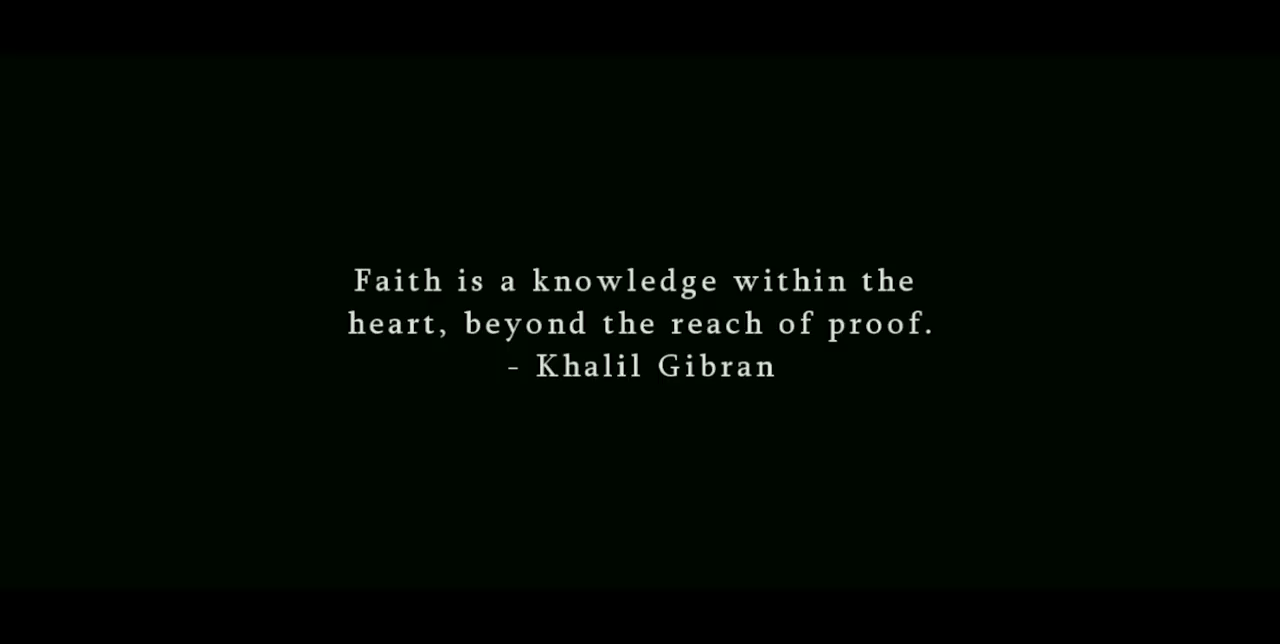 Faith is a knowledge within the
heart, beyond the reach of proof.
- Khalil Gibran